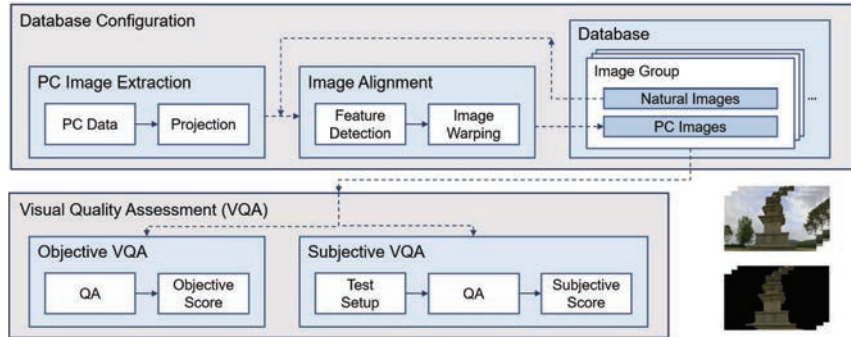 Database Configuration
PC Image Extraction
PC Data
Projection
Image Alignment
Feature
Detection
Image
Warping
Database
Image Group
Natural Images
PC Images
...
Visual Quality Assessment (VQA)
Objective VQA
QA
Objective
Score
Subjective VQA
Test
Setup
QA
Subjective
Score